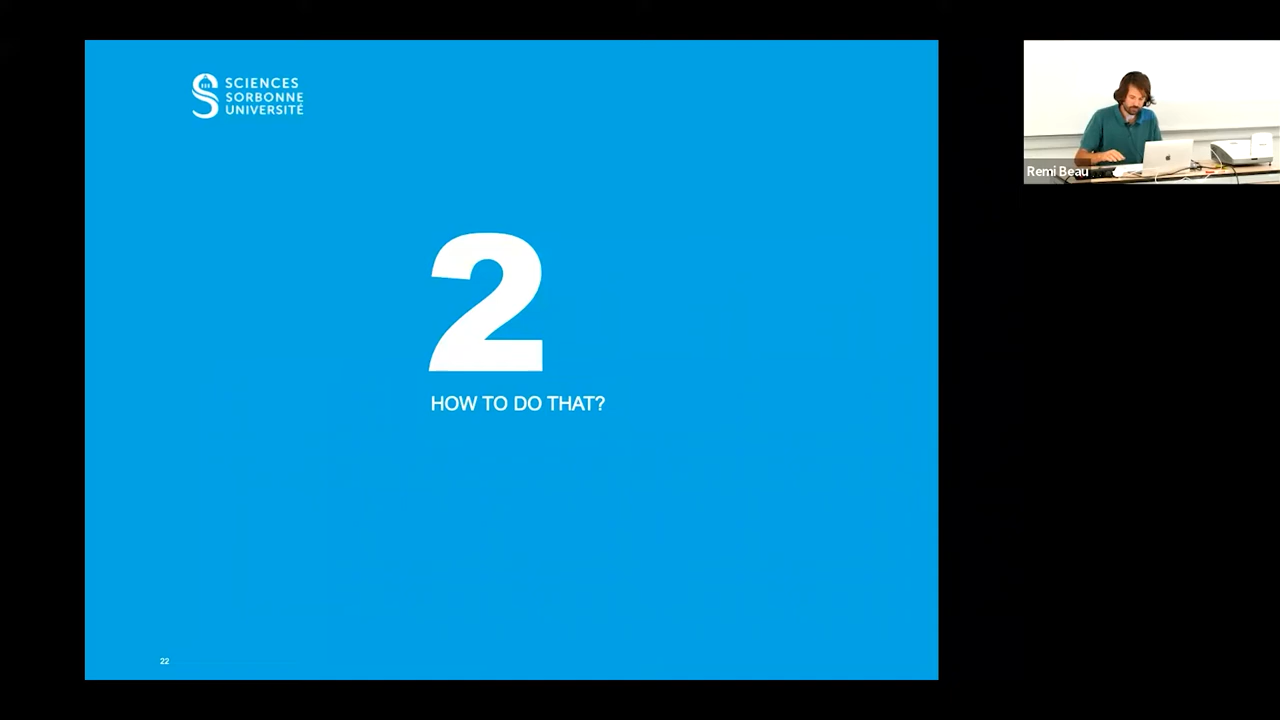 SCIENCES
SORBONNE
UNIVERSITÉ
2
HOW TO DO THAT?
22
Remi Beau